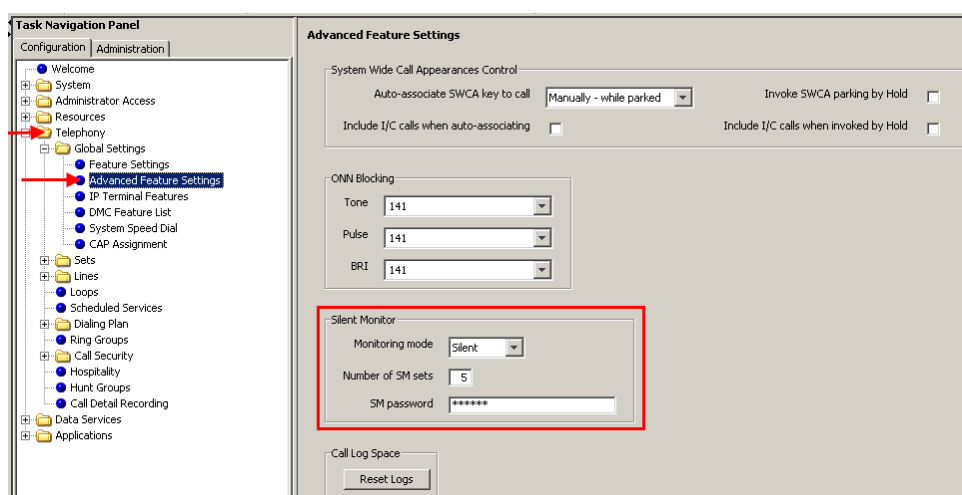 Task Navigation Panel
Configuration Administration
Welcome
System
Administrator Access
Resources
Telephony
Global Settings
Feature Settings
Advanced Feature Settings
IP Terminal Features
DMC Feature List
System Speed Dial
CAP Assignment
Sets
Lines
Loops
Scheduled Services
Dialing Plan
Ring Groups
Call Security
Hospitality
Hunt Groups
Call Detail Recording
Data Services
Applications
Advanced Feature Settings
System Wide Call Appearances Control
Auto-associate SWCA key to call Manually - while parked Invoke SWCA parking by Hold
Include I/C calls when auto-associating Include I/C calls when invoked by Hold
ONN Blocking
Tone 141
Pulse 141
BRI 141
Silent Monitor
Monitoring mode Silent
Number of SM sets 5
SM password ******
Call Log Space
Reset Logs